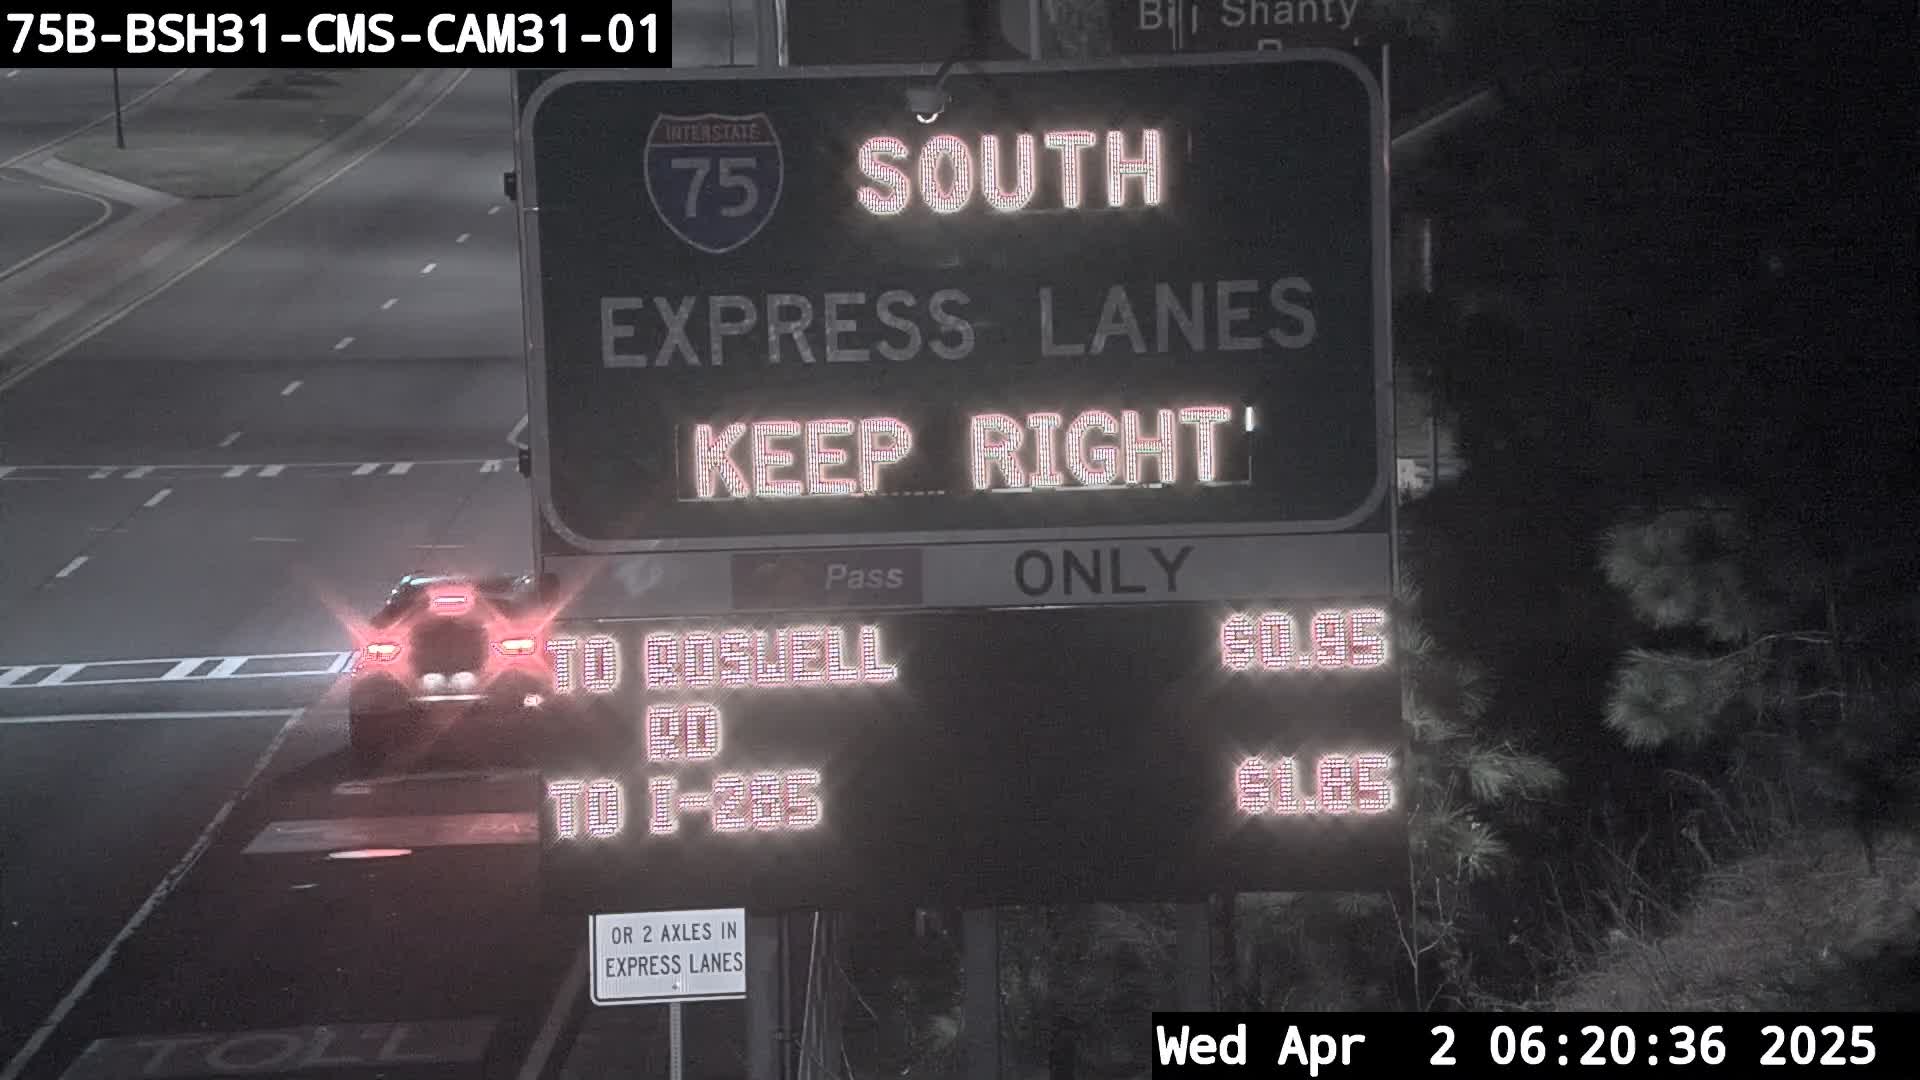 75B-BSH31-CMS-CAM31-01
Shanty
INTERSTATE
75
SOUTH
EXPRESS LANES
KEEP RIGHT
Pass ONLY
TO ROSWELL $0.95
RD
TO I-285 $1.85
OR 2 AXLES IN
EXPRESS LANES
TOLL
Wed Apr 2 06:20:36 2025